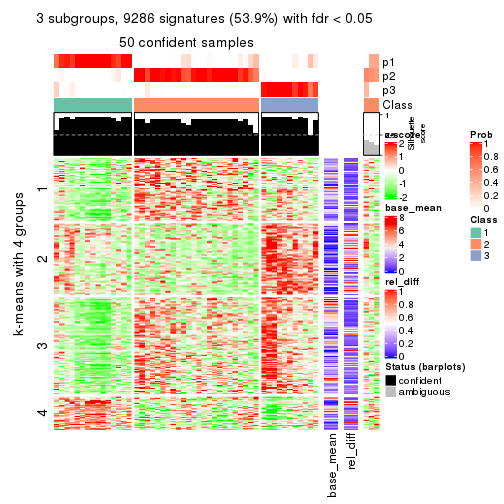 3 subgroups, 9286 signatures (53.9%) with fdr < 0.05
50 confident samples
p1
p2
p3
Class
1
Silhouette
score
k-means with 4 groups
1
2
3
4
base_mean
rel_diff
z-score
2
1
0
-1
-2
base_mean
8
6
4
2
0
rel_diff
1
0.8
0.6
0.4
0.2
0
Status (barplots)
confident
ambiguous
Prob
1
0.8
0.6
0.4
0.2
0
Class
1
2
3